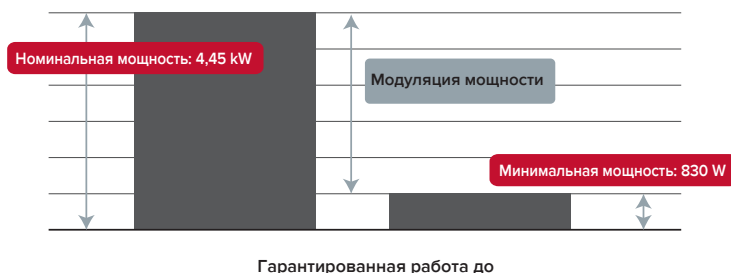 Номинальная мощность: 4,45 kW
Модуляция мощности
Минимальная мощность: 830 W
Гарантированная работа до